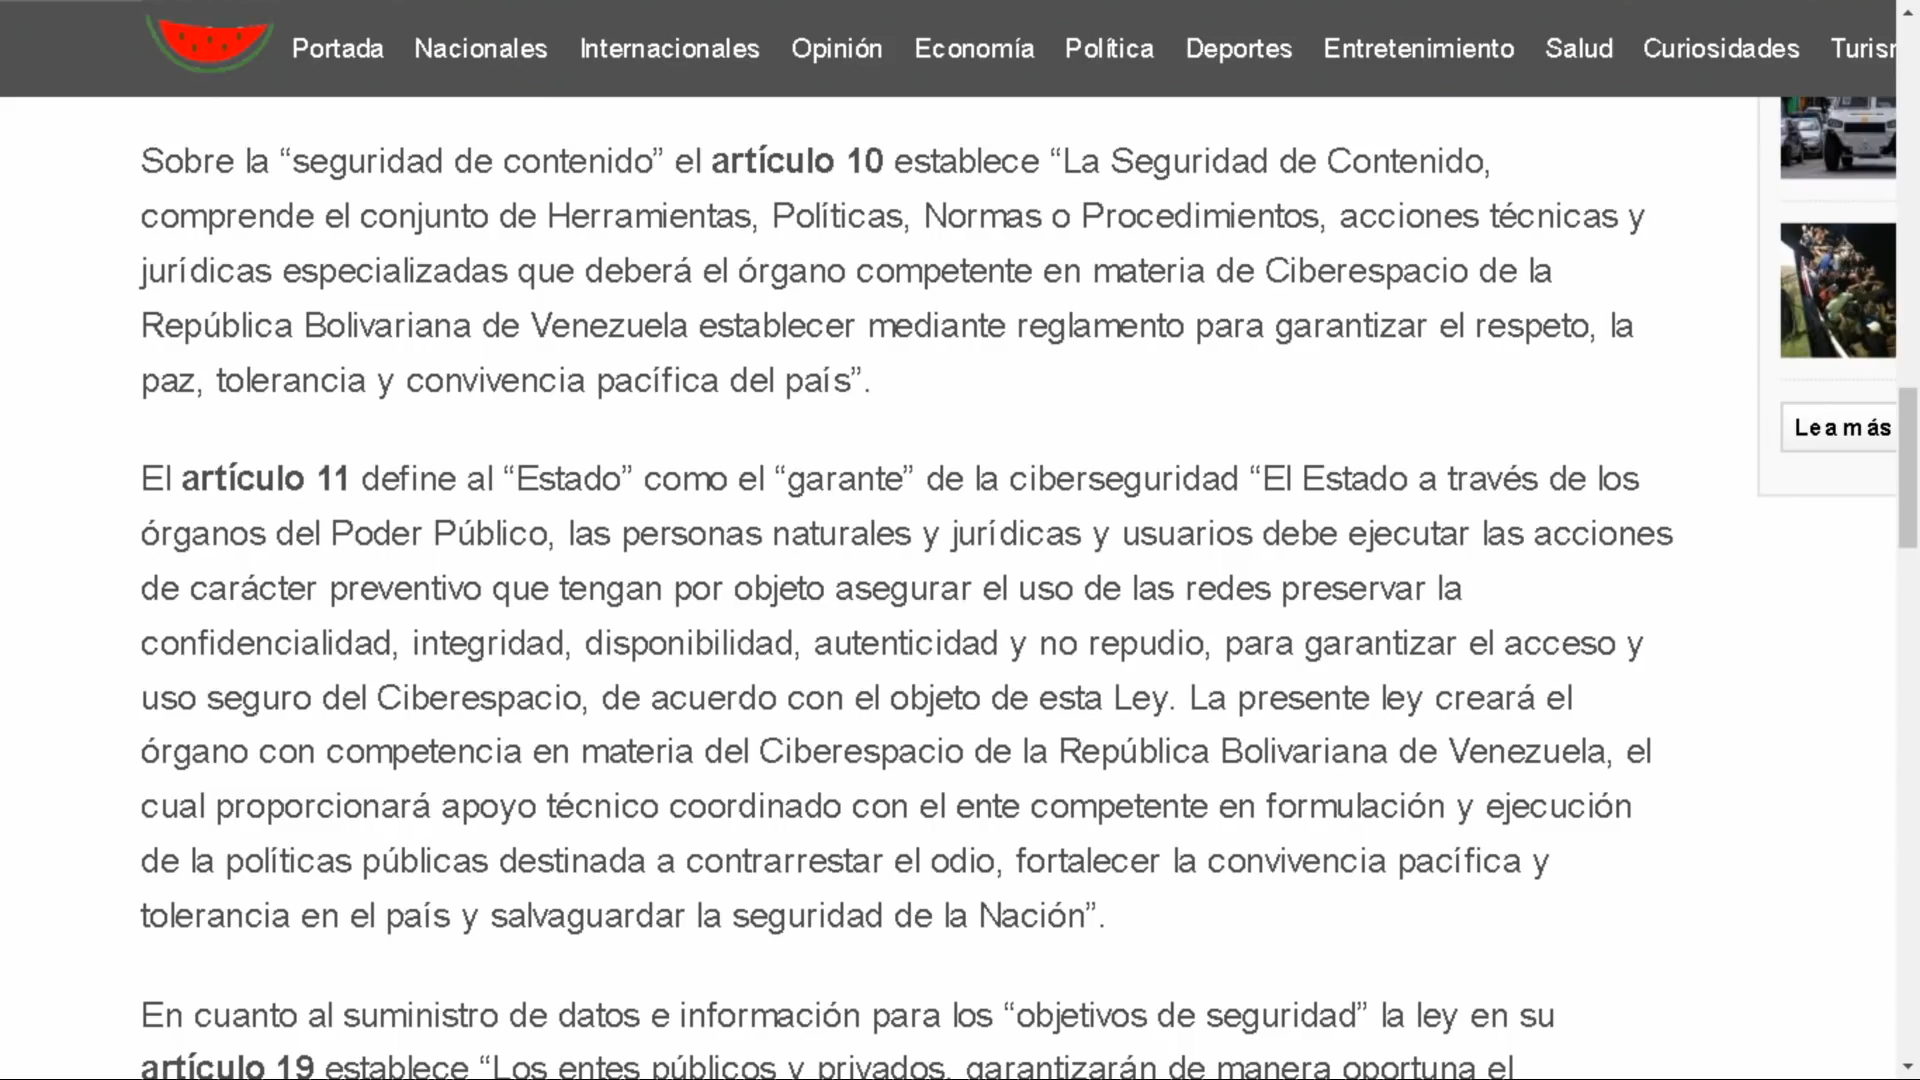 Portada Nacionales Internacionales Opinión Economía Política Deportes Entretenimiento Salud Curiosidades
Sobre la “seguridad de contenido” el artículo 10 establece “La Seguridad de Contenido,
comprende el conjunto de Herramientas, Políticas, Normas o Procedimientos, acciones técnicas y
jurídicas especializadas que deberá el órgano competente en materia de Ciberespacio de la
República Bolivariana de Venezuela establecer mediante reglamento para garantizar el respeto, la
paz, tolerancia y convivencia pacífica del país”.
Lea más
El artículo 11 define al “Estado” como el “garante” de la ciberseguridad “El Estado a través de los
órganos del Poder Público, las personas naturales y jurídicas y usuarios debe ejecutar las acciones
de carácter preventivo que tengan por objeto asegurar el uso de las redes preservar la
confidencialidad, integridad, disponibilidad, autenticidad y no repudio, para garantizar el acceso y
uso seguro del Ciberespacio, de acuerdo con el objeto de esta Ley. La presente ley creará el
órgano con competencia en materia del Ciberespacio de la República Bolivariana de Venezuela, el
cual proporcionará apoyo técnico coordinado con el ente competente en formulación y ejecución
de la políticas públicas destinada a contrarrestar el odio, fortalecer la convivencia pacífica y
tolerancia en el país y salvaguardar la seguridad de la Nación”.
En cuanto al suministro de datos e información para los “objetivos de seguridad” la ley en su
artículo 19 establece “Los entes públicos y privados, garantizarán de manera oportuna el